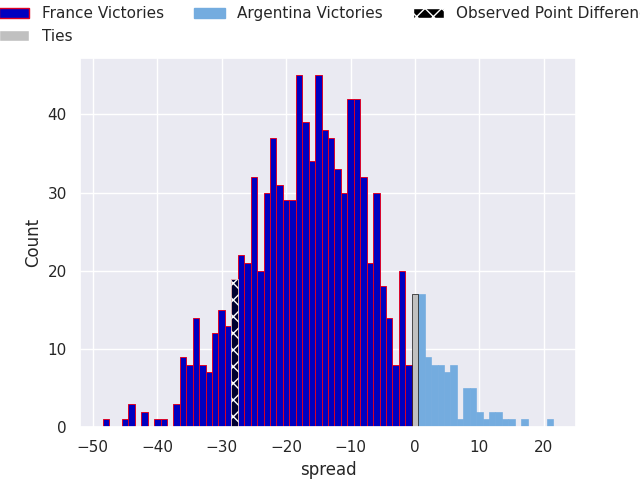 France Victories Argentina Victories Observed Point Differen
Ties
40
30
20
10
0
Count
−50 −40 −30 −20 −10 0 10 20
spread